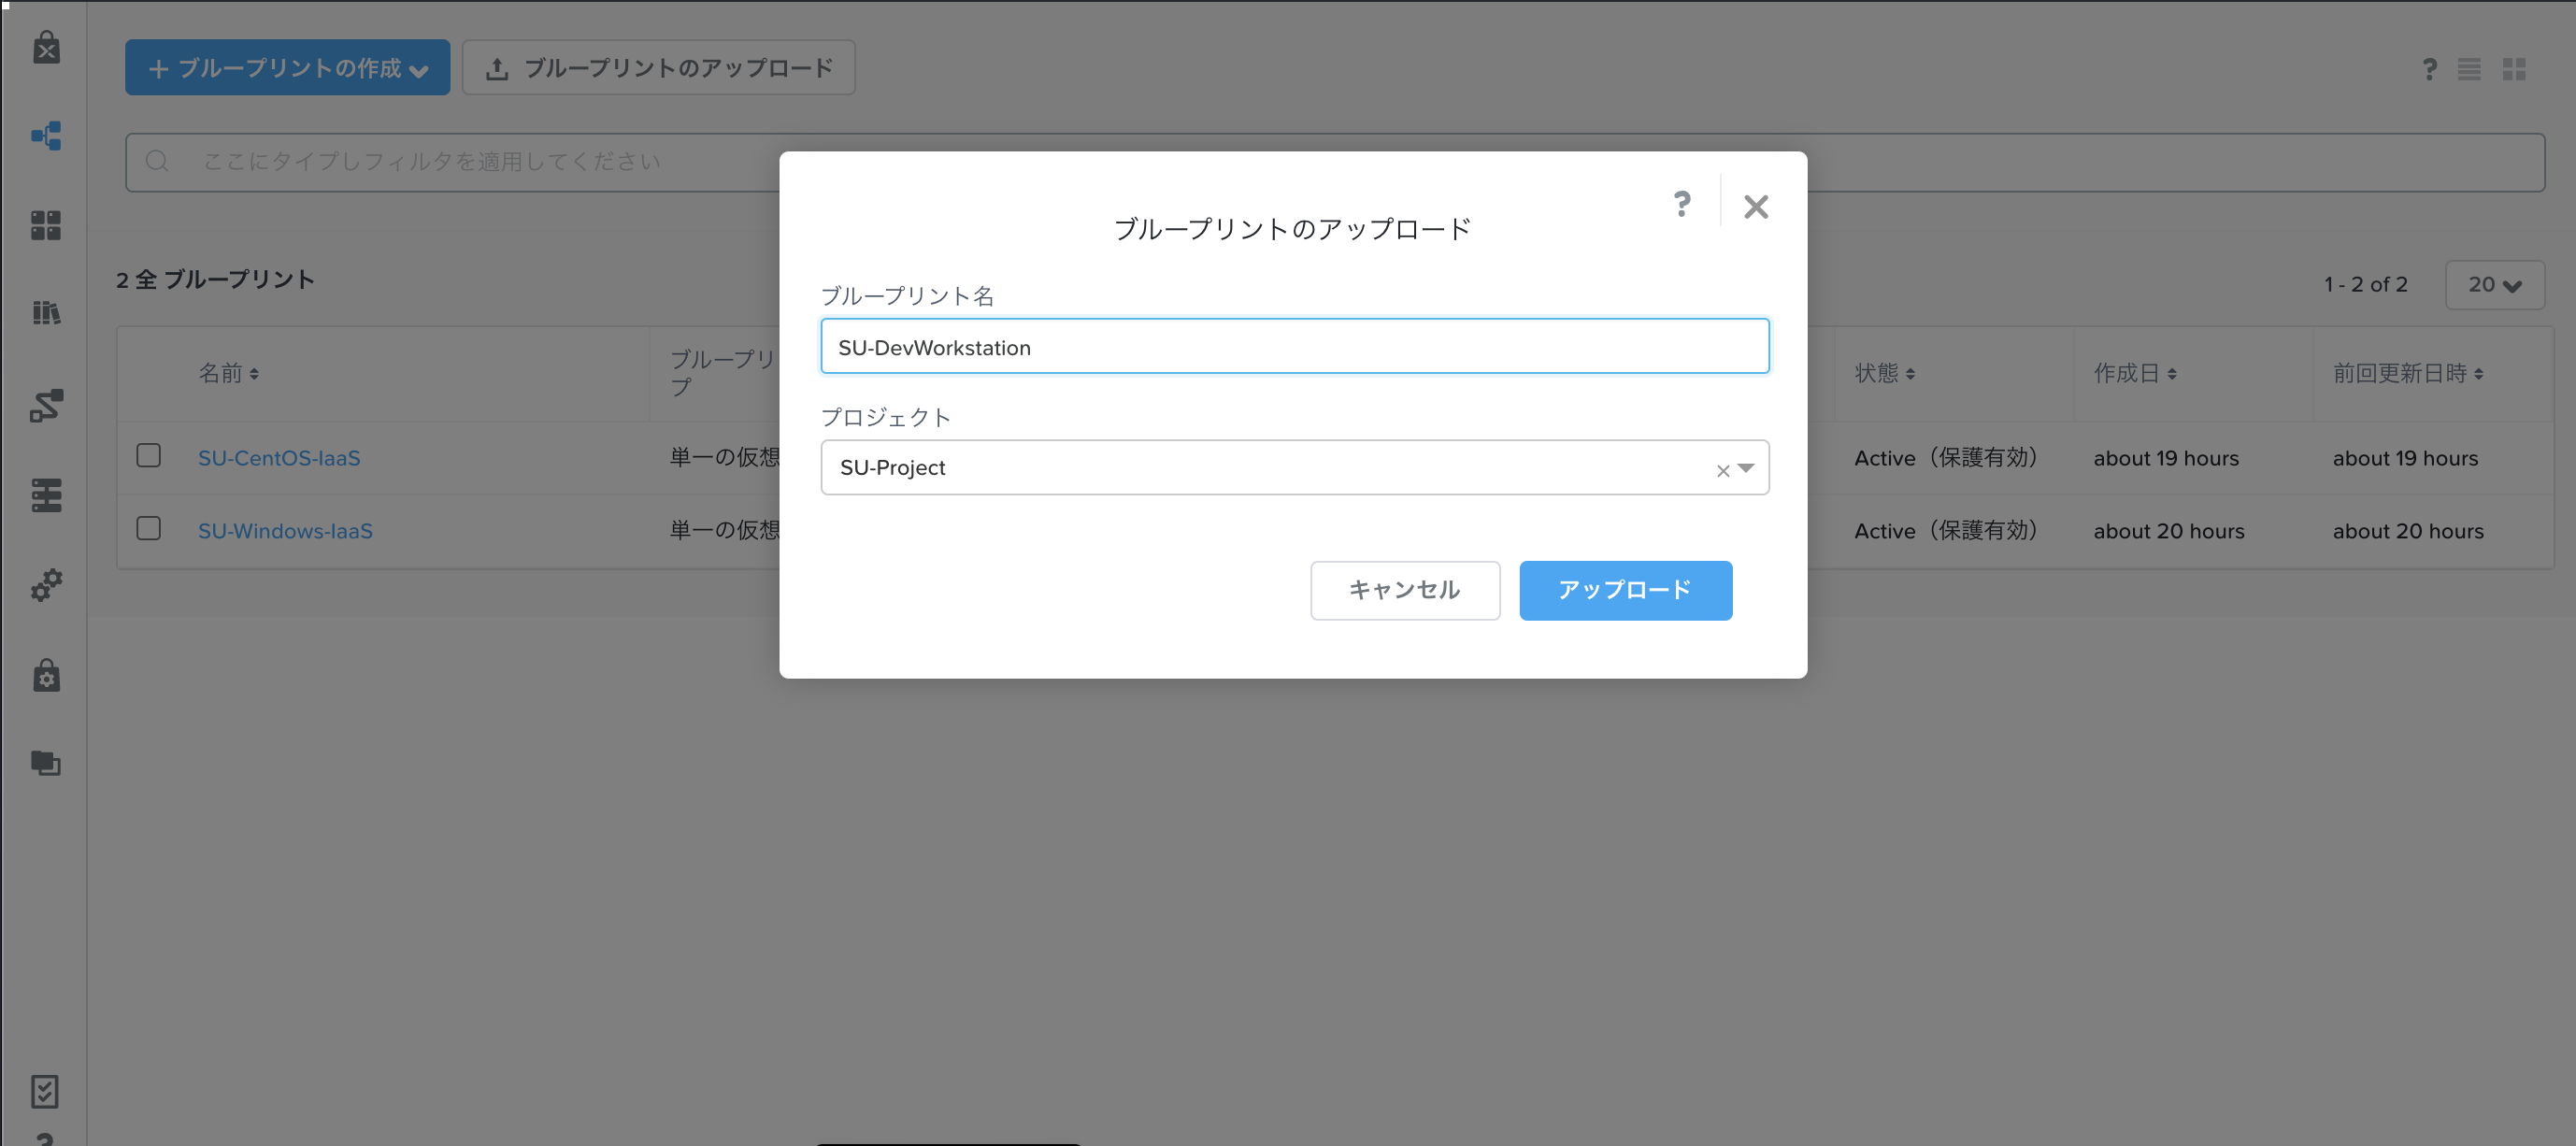 + ブループリントの作成
ブループリントのアップロード
?
ここにタイプしフィルタを適用してください
? ×
ブループリントのアップロード
ブループリント名
SU-DevWorkstation
プロジェクト
SU-Project ×
キャンセル
アップロード
2 全 ブループリント
1 - 2 of 2
20
名前
ブループリ
プ
状態
作成日
前回更新日時
SU-CentOS-IaaS
単一の仮想
Active（保護有効）
about 19 hours
about 19 hours
SU-Windows-IaaS
単一の仮想
Active（保護有効）
about 20 hours
about 20 hours